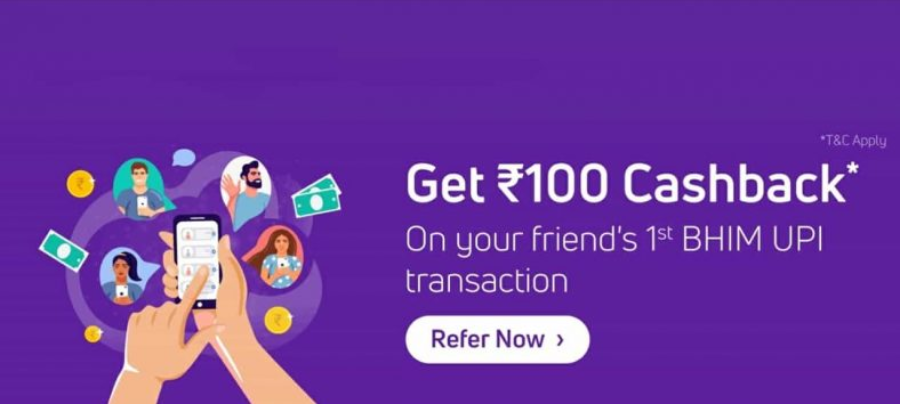 *T&C Apply
Get ₹100 Cashback*
On your friend's 1st BHIM UPI
transaction
Refer Now ›